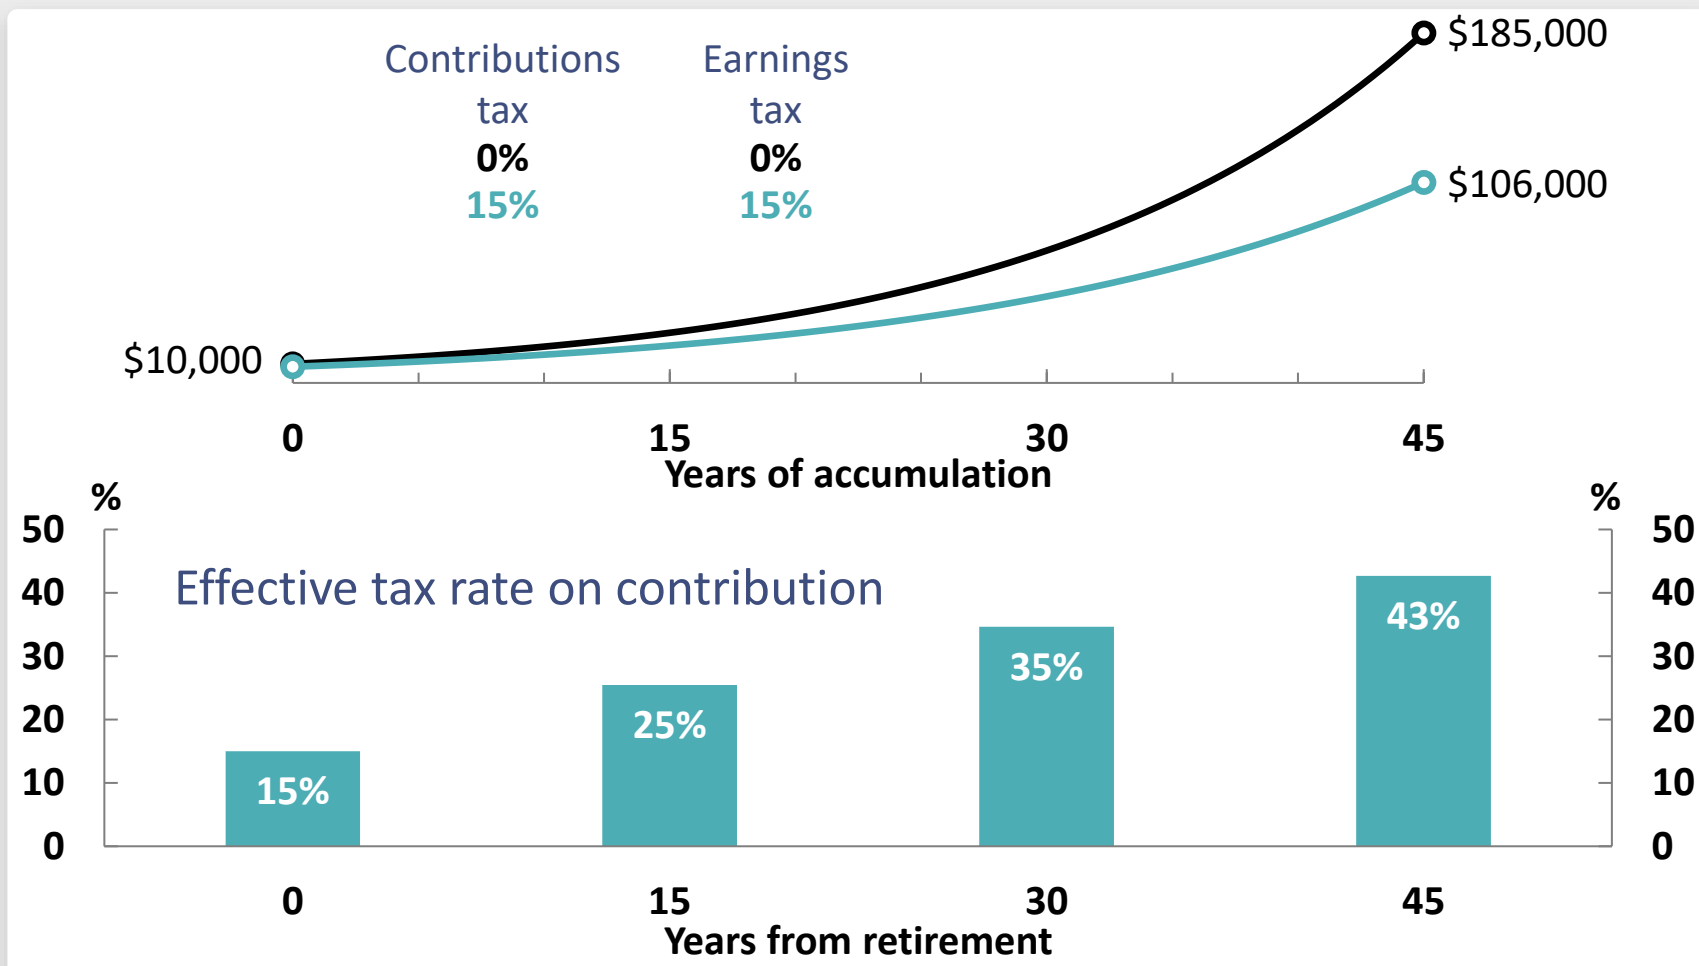 $185,000
Contributions Earnings
tax tax
0% 0%
15% 15%
$106,000
$10,000
0 15 30 45
Years of accumulation
% %
50 50
Effective tax rate on contribution
40 40
43%
30 30
35%
20 20
25%
10 10
15%
0 0
0 15 30 45
Years from retirement